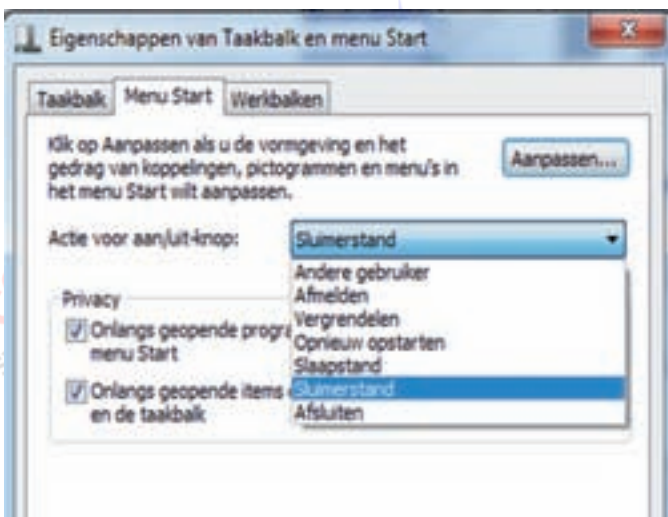 Eigenschappen van Taakbalk en menu Start
Taakbalk Menu Start Werkbalken
Klik op Aanpassen als u de vormgeving en het
gedrag van koppelingen, pictogrammen en menu's in
het menu Start wilt aanpassen.
Aanpassen...
Actie voor aan/uit-knop:
Sluimerstand
Andere gebruiker
Afmelden
Vergrendelen
Opnieuw opstarten
Slaapstand
Sluimerstand
Afsluiten
Privacy
Onlangs geopende progra
menu Start
Onlangs geopende items
en de taakbalk